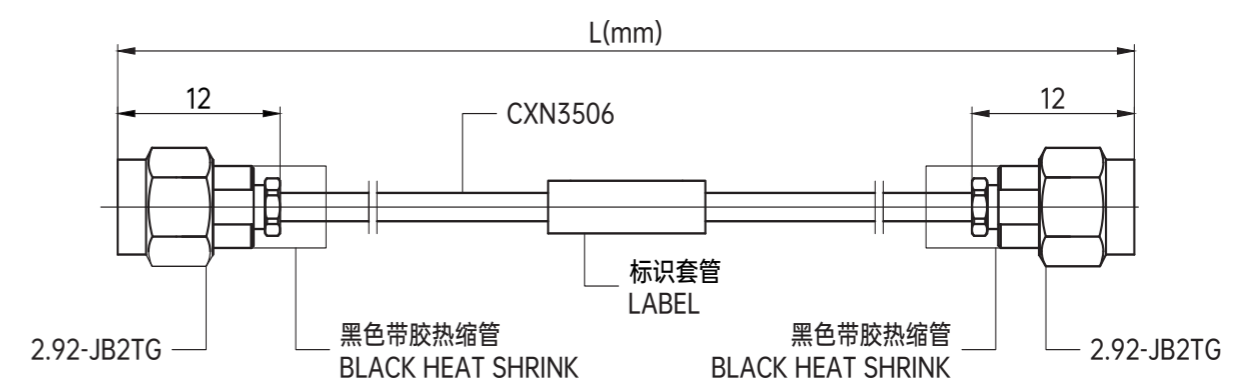 L(mm)
12
12
CXN3506
标识套管
LABEL
2.92-JB2TG
黑色带胶热缩管
BLACK HEAT SHRINK
黑色带胶热缩管
BLACK HEAT SHRINK
2.92-JB2TG